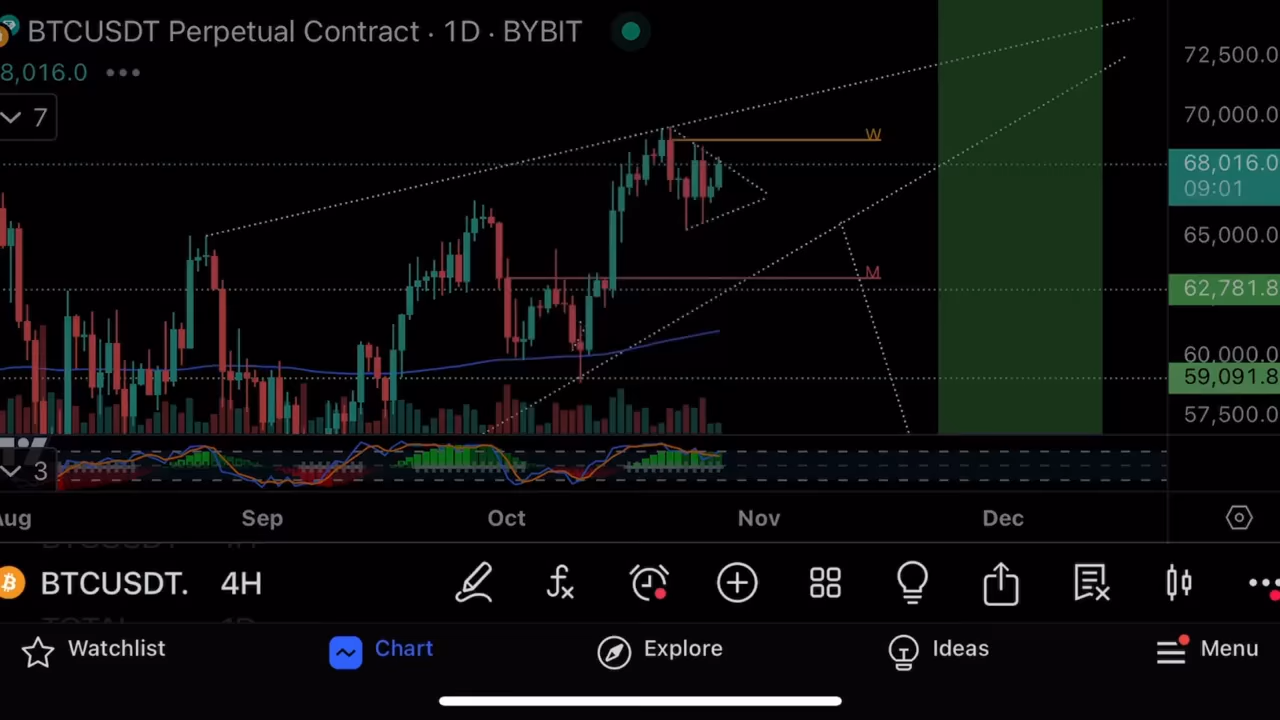 BTCUSDT Perpetual Contract · 1D · BYBIT
8,016.0
7
72,500.0
70,000.0
W
68,016.0
09:01
65,000.0
M
62,781.8
60,000.0
59,091.8
57,500.0
3
Aug Sep Oct Nov Dec
BTCUSDT. 4H
Watchlist Chart Explore Ideas Menu